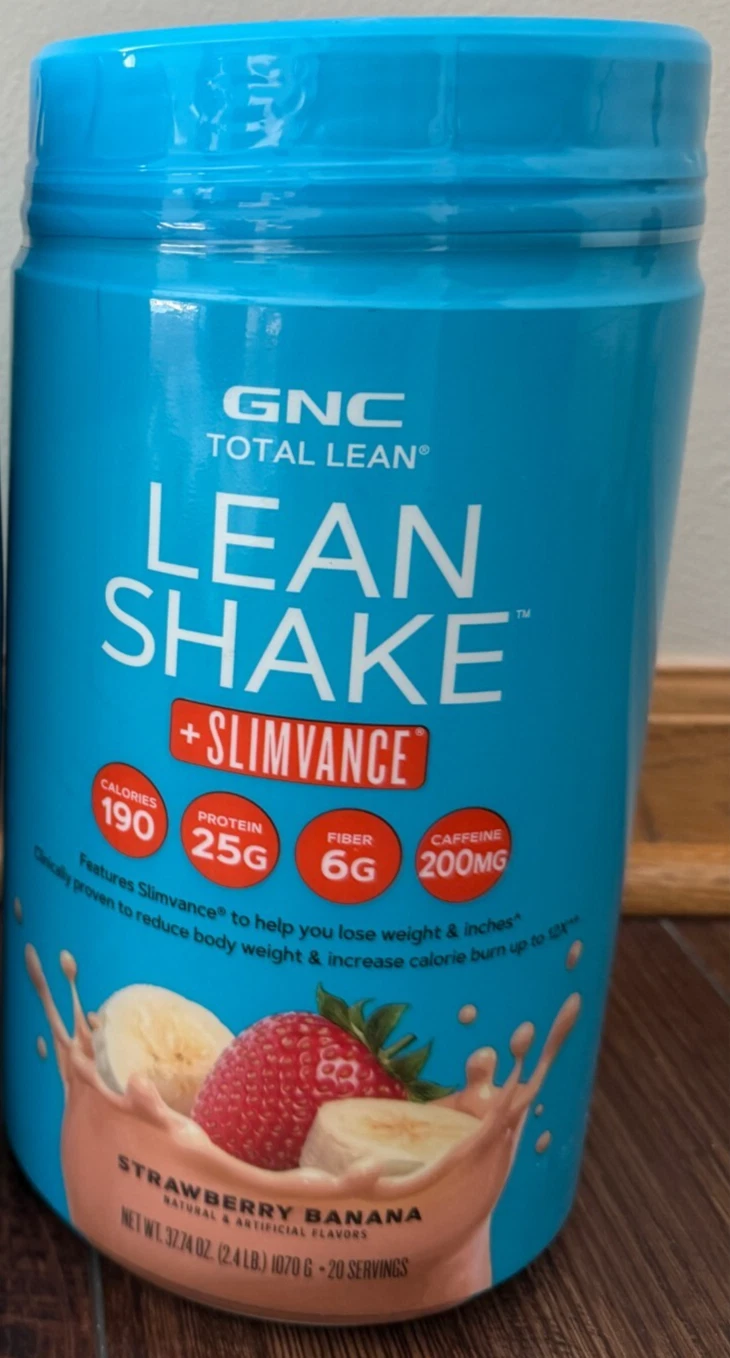 GNC
TOTAL LEAN®
LEAN
SHAKE™
+SLIMVANCE®
CALORIES
190
PROTEIN
25G
FIBER
6G
CAFFEINE
200MG
Features Slimvance® to help you lose weight & inches^
Clinically proven to reduce body weight & increase calorie burn up to 12X^**
STRAWBERRY BANANA
NATURAL & ARTIFICIAL FLAVORS
NET WT. 37.74 OZ. (2.4 LB.) 1070 G • 20 SERVINGS